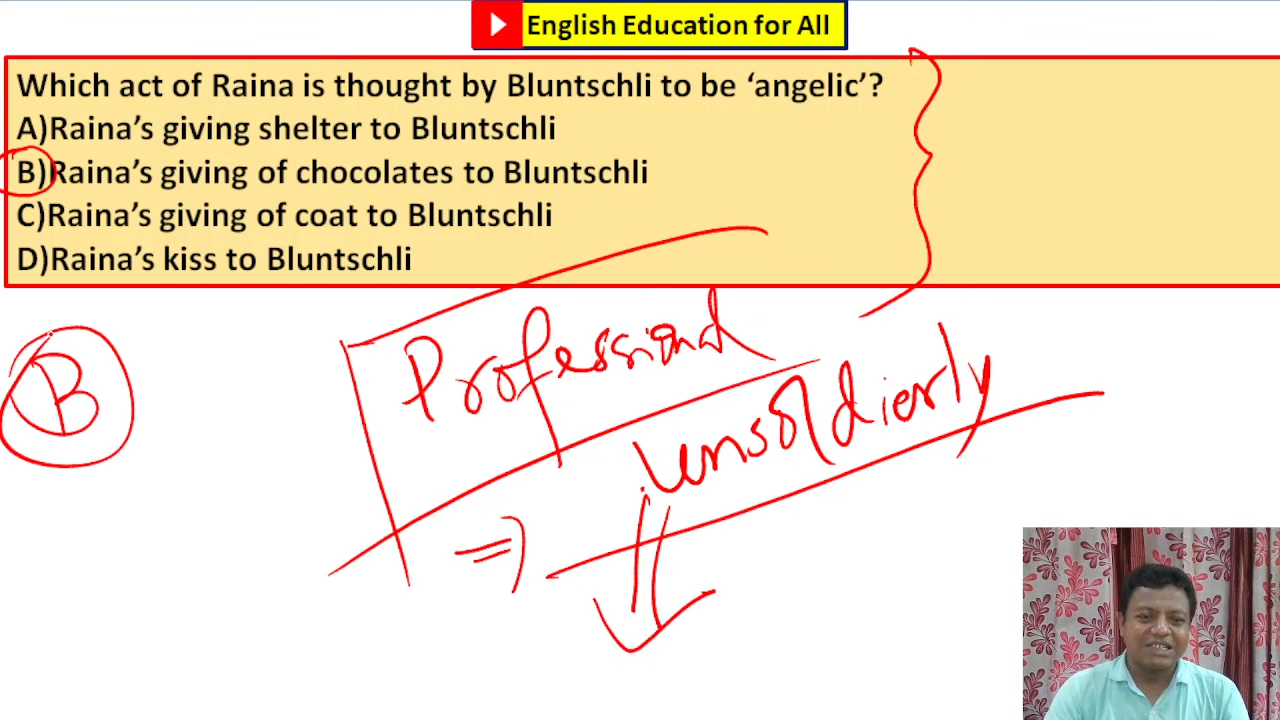 English Education for All
Which act of Raina is thought by Bluntschli to be ‘angelic’?
A)Raina’s giving shelter to Bluntschli
B)Raina’s giving of chocolates to Bluntschli
C)Raina’s giving of coat to Bluntschli
D)Raina’s kiss to Bluntschli
B
Professional
unsoldierly